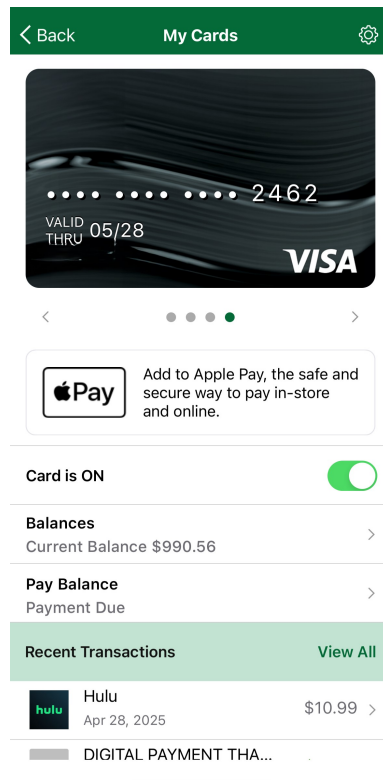 Back My Cards
•••• •••• •••• 2462
VALID
THRU 05/28
VISA
Pay
Add to Apple Pay, the safe and
secure way to pay in-store
and online.
Card is ON
Balances
Current Balance $990.56
Pay Balance
Payment Due
Recent Transactions View All
hulu
Hulu
$10.99
Apr 28, 2025
DIGITAL PAYMENT THA...